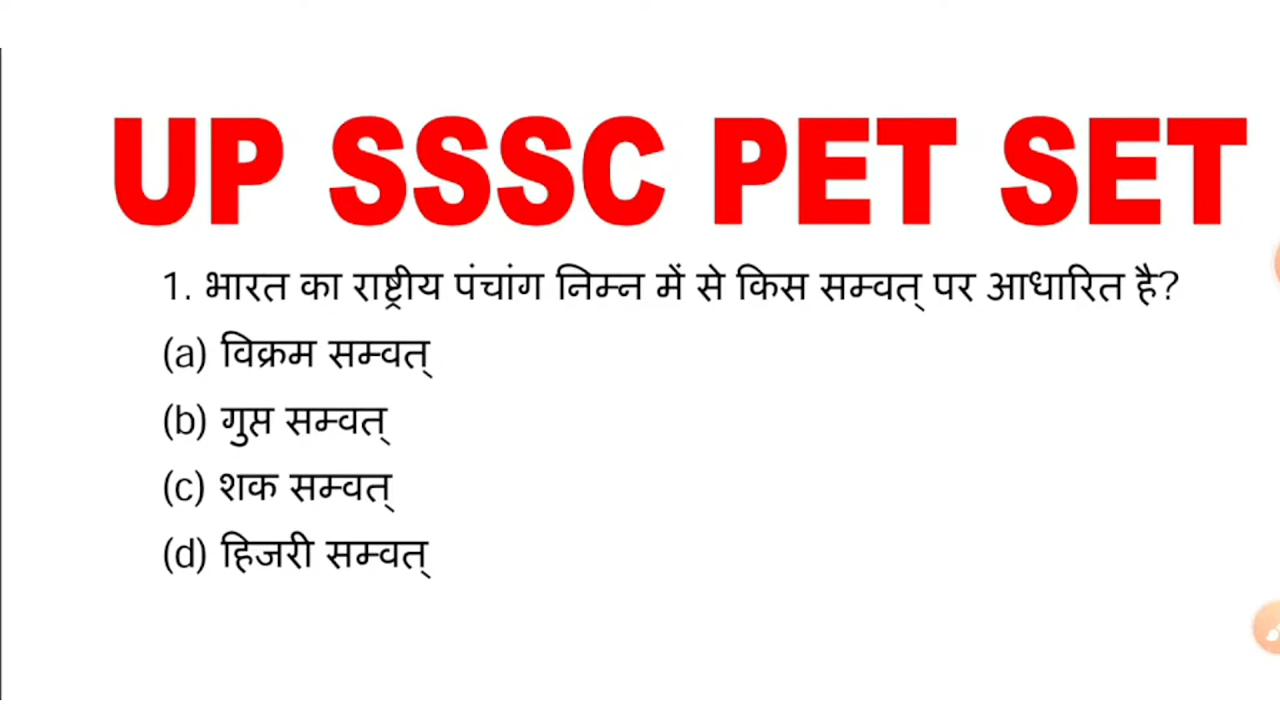 UP SSSC PET SET
1. भारत का राष्ट्रीय पंचांग निम्न में से किस सम्वत् पर आधारित है?
(a) विक्रम सम्वत्
(b) गुप्त सम्वत्
(c) शक सम्वत्
(d) हिजरी सम्वत्